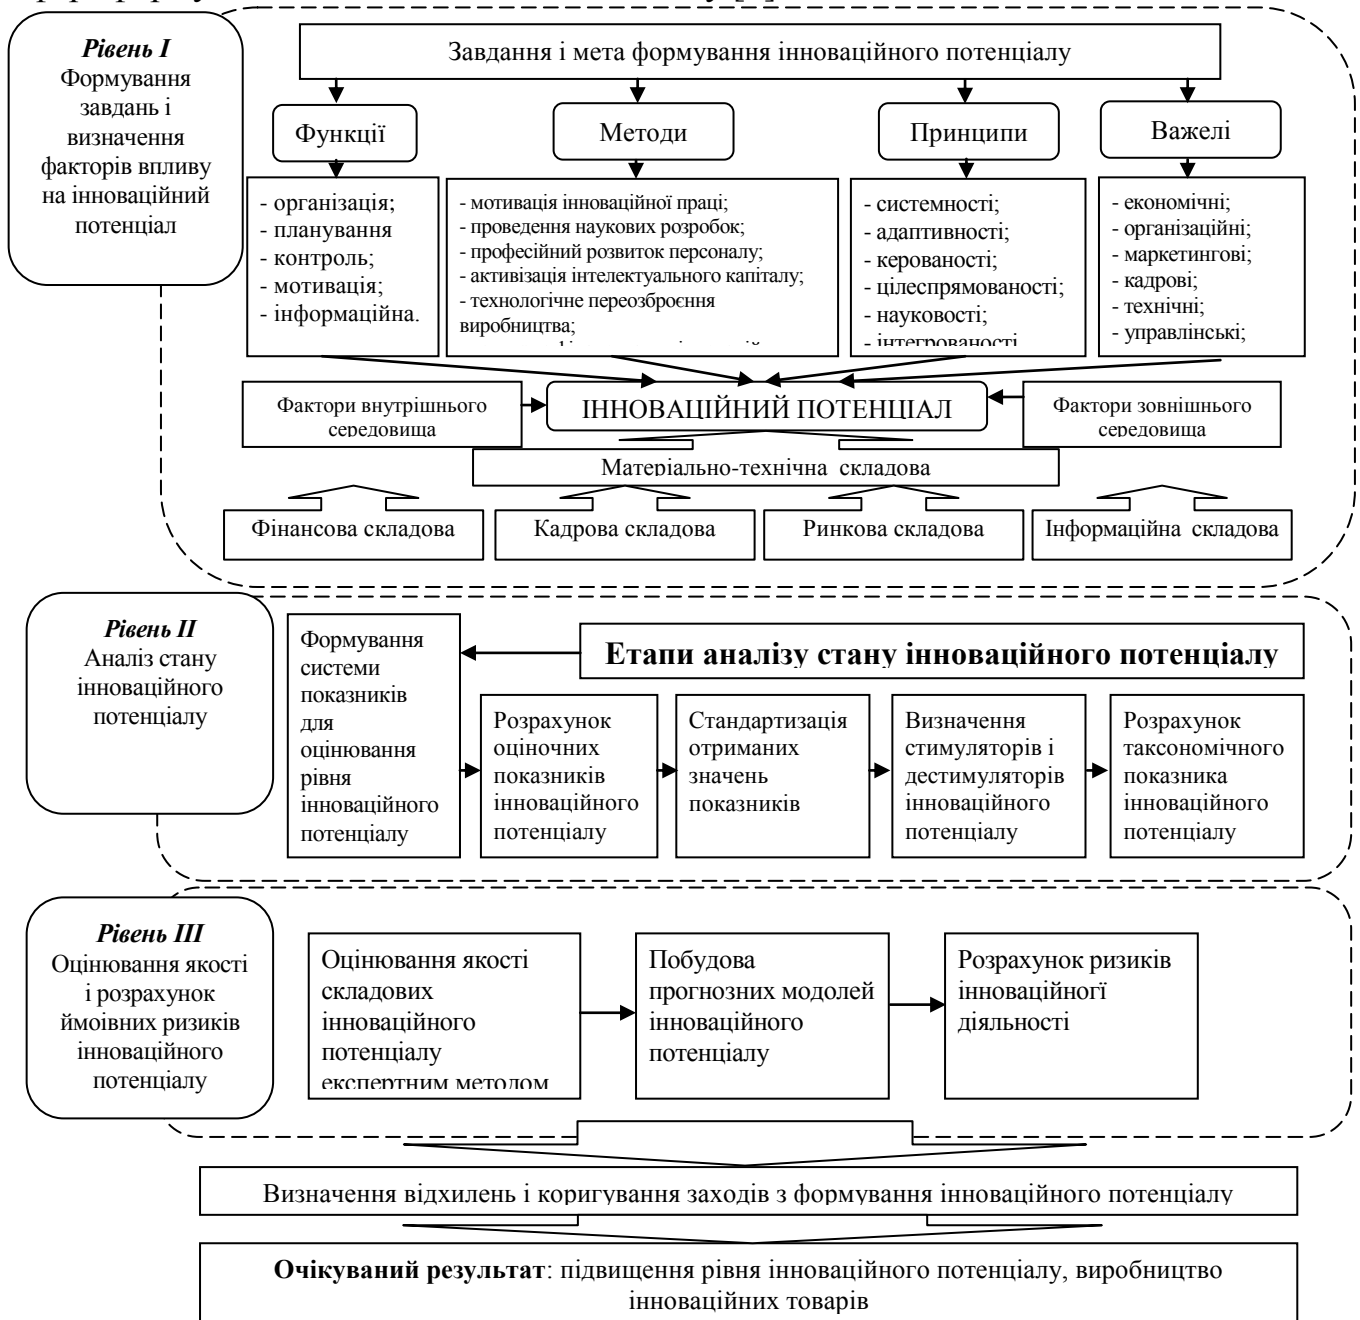 Рівень I
Формування
завдань і
визначення
факторів впливу
на інноваційний
потенціал
Завдання і мета формування інноваційного потенціалу
Функції
Методи
Принципи
Важелі
- організація;
- планування
- контроль;
- мотивація;
- інформаційна.
- мотивація інноваційної праці;
- проведення наукових розробок;
- професійний розвиток персоналу;
- активізація інтелектуального капіталу;
- технологічне переозброєння
виробництва;
- системності;
- адаптивності;
- керованості;
- цілеспрямованості;
- науковості;
- інтегрованості
- економічні;
- організаційні;
- маркетингові;
- кадрові;
- технічні;
- управлінські;
Фактори внутрішнього
середовища
ІННОВАЦІЙНИЙ ПОТЕНЦІАЛ
Фактори зовнішнього
середовища
Матеріально-технічна складова
Фінансова складова
Кадрова складова
Ринкова складова
Інформаційна складова
Рівень II
Аналіз стану
інноваційного
потенціалу
Формування
системи
показників
для
оцінювання
рівня
інноваційного
потенціалу
Етапи аналізу стану інноваційного потенціалу
Розрахунок
оціночних
показників
інноваційного
потенціалу
Стандартизація
отриманих
значень
показників
Визначення
стимуляторів і
дестимуляторів
інноваційного
потенціалу
Розрахунок
таксономічного
показника
інноваційного
потенціалу
Рівень III
Оцінювання якості
і розрахунок
ймоівних ризиків
інноваційного
потенціалу
Оцінювання якості
складових
інноваційного
потенціалу
експертним методом
Побудова
прогнозних модолей
інноваційного
потенціалу
Розрахунок ризиків
інноваційногї
діяльності
Визначення відхилень і коригування заходів з формування інноваційного потенціалу
Очікуваний результат: підвищення рівня інноваційного потенціалу, виробництво
інноваційних товарів